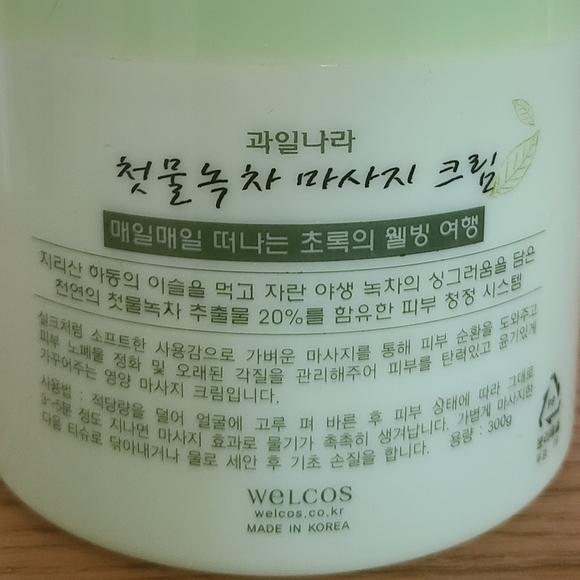 과일나라
첫물녹차 마사지 크림
매일매일 떠나는 초록의 웰빙 여행
지리산 하동의 이슬을 먹고 자란 야생 녹차의 싱그러움을 담은
천연의 첫물녹차 추출물 20%를 함유한 피부 청정 시스템
실크처럼 소프트한 사용감으로 가벼운 마사지를 통해 피부 순환을 도와주고
피부 노폐물 정화 및 오래된 각질을 관리해주어 피부를 탄력있고 윤기있게
가꾸어주는 영양 마사지 크림입니다.
사용법 : 적당량을 덜어 얼굴에 고루 펴 바른 후 피부 상태에 따라 그대로
3~5분 정도 지나면 마사지 효과로 물기가 촉촉히 생겨납니다. 가볍게 마사지한
다음 티슈로 닦아내거나 물로 세안 후 기초 손질을 합니다. 용량 : 300g
WELCOS
welcos.co.kr
MADE IN KOREA